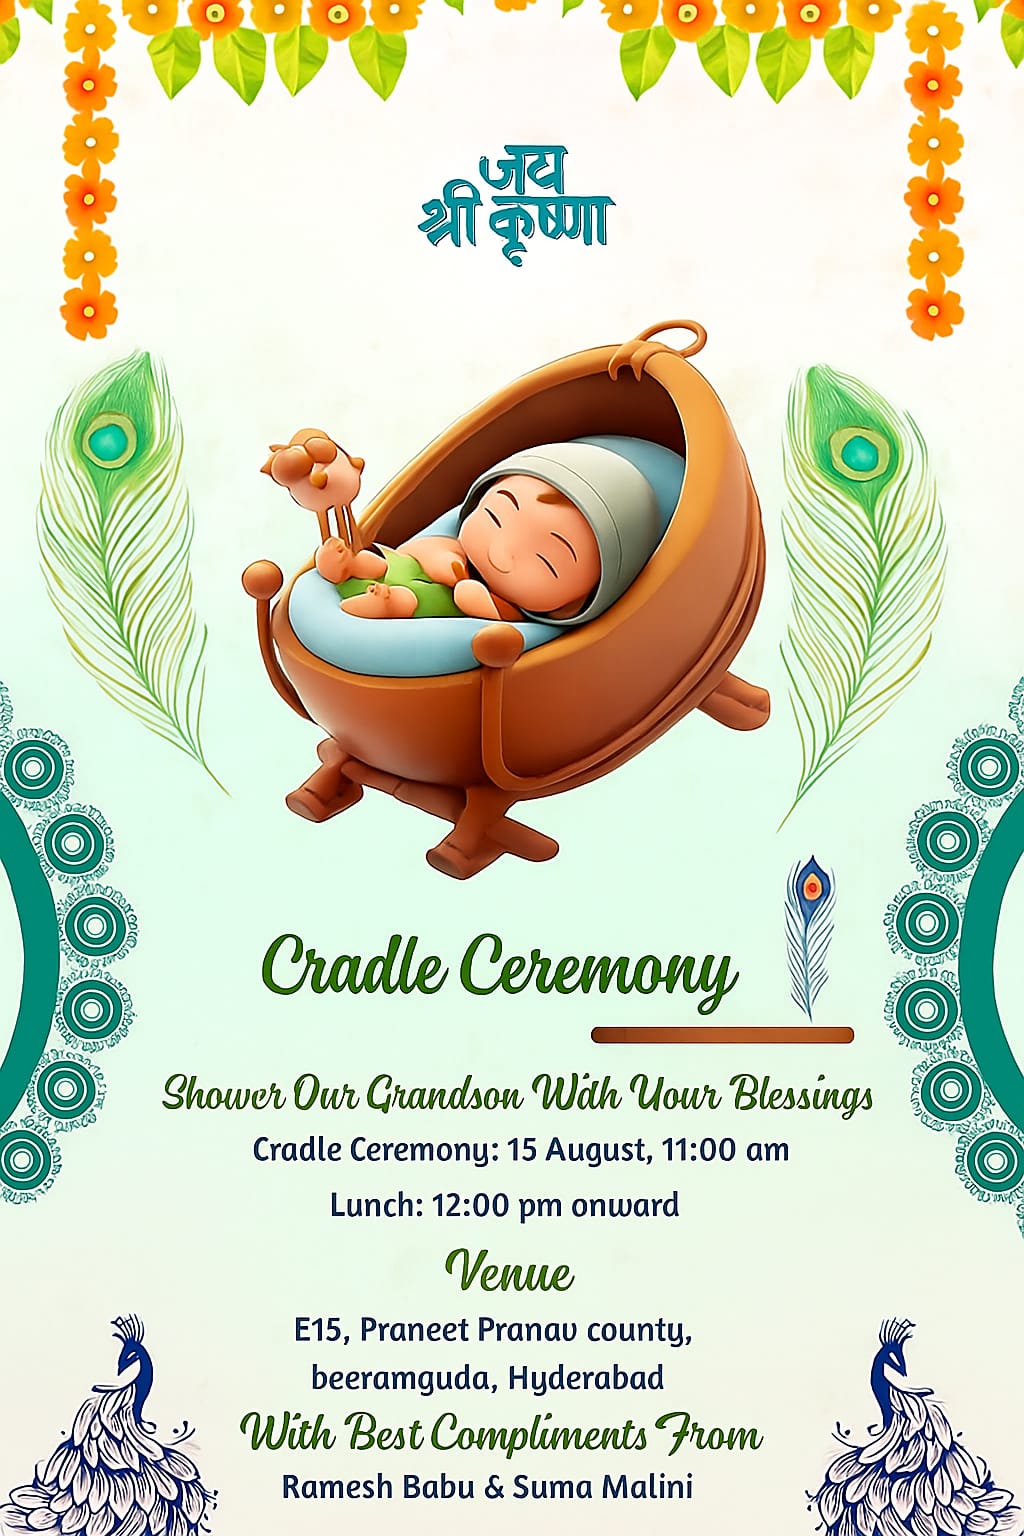 जय
श्री कृष्णा
Cradle Ceremony
Shower Our Grandson With Your Blessings
Cradle Ceremony: 15 August, 11:00 am
Lunch: 12:00 pm onward
Venue
E15, Praneet Pranav county,
beeramguda, Hyderabad
With Best Compliments From
Ramesh Babu & Suma Malini